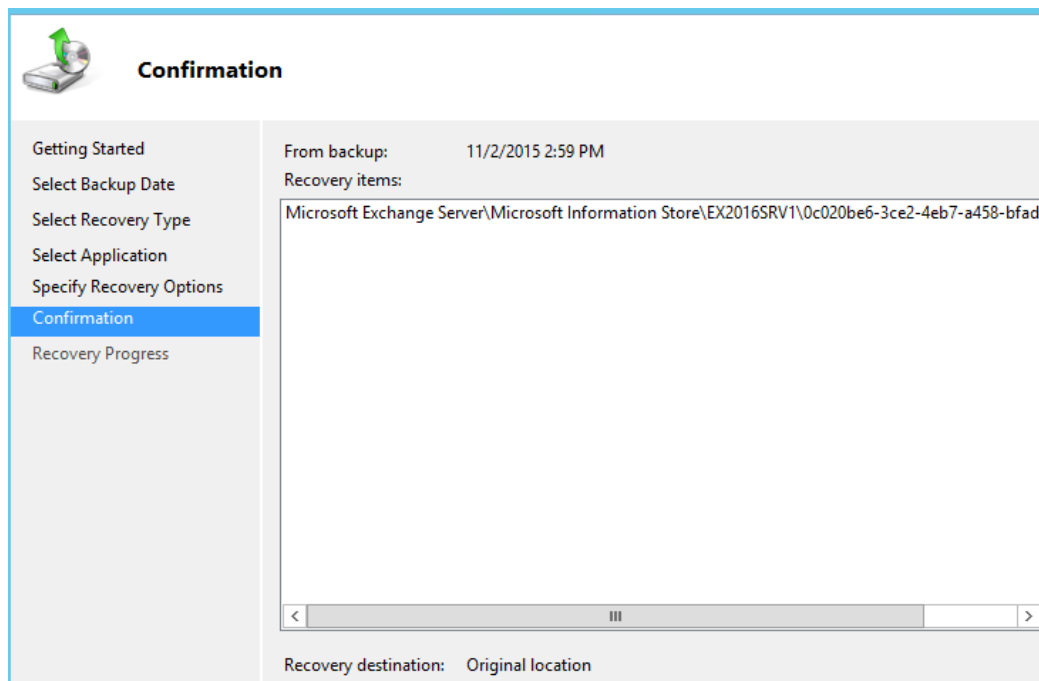 Confirmation
Getting Started
Select Backup Date
Select Recovery Type
Select Application
Specify Recovery Options
Confirmation
Recovery Progress
From backup: 11/2/2015 2:59 PM
Recovery items:
Microsoft Exchange Server\Microsoft Information Store\EX2016SRV1\0c020be6-3ce2-4eb7-a458-bfad
Recovery destination: Original location